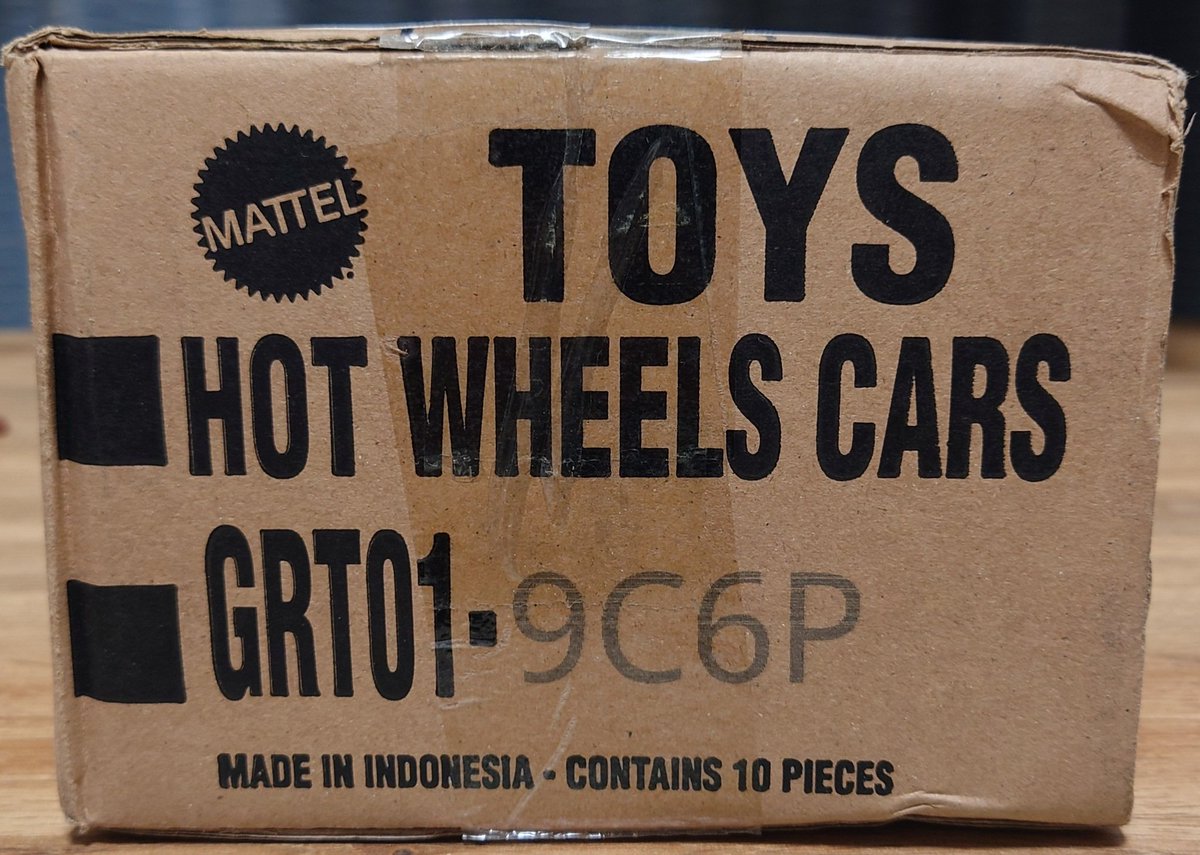 MATTEL
TOYS
HOT WHEELS CARS
GRT01-9C6P
MADE IN INDONESIA - CONTAINS 10 PIECES